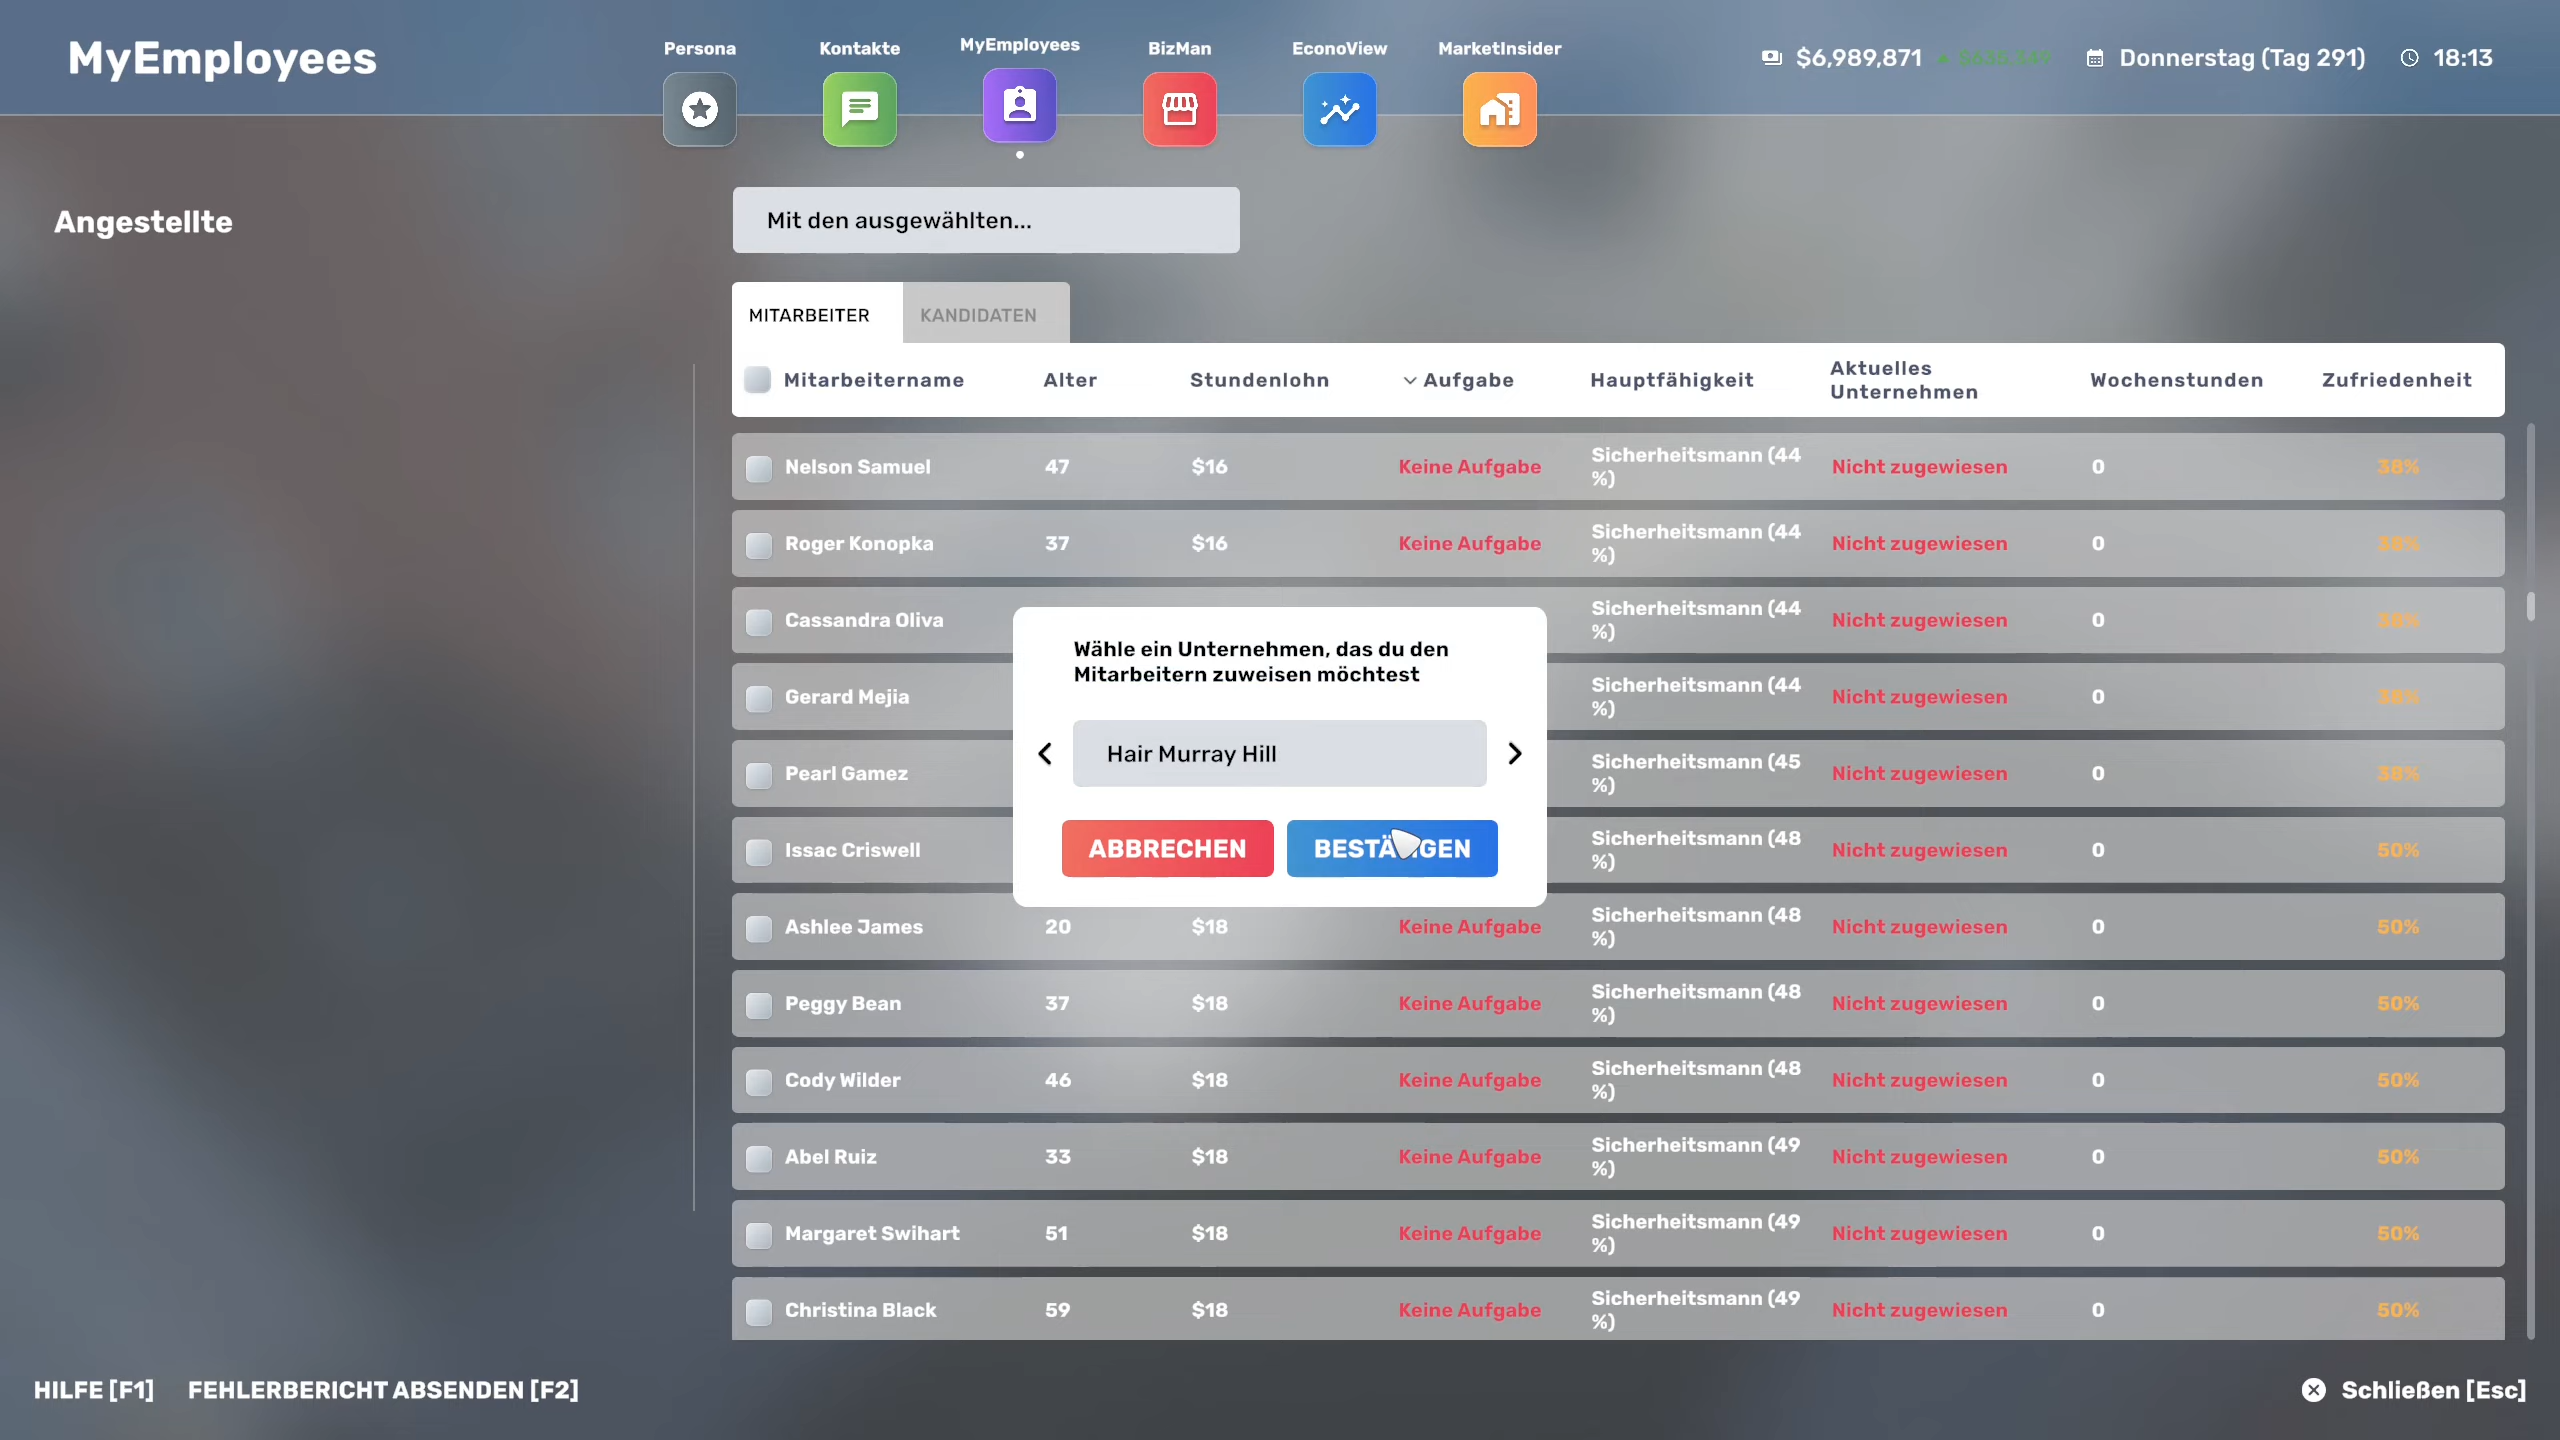 MyEmployees
Persona
Kontakte
MyEmployees
BizMan
EconoView
MarketInsider
$6,989,871
Donnerstag (Tag 291)
18:13
Angestellte
Mit den ausgewählten...
MITARBEITER
KANDIDATEN
Mitarbeitername Alter Stundenlohn Aufgabe Hauptfähigkeit Aktuelles Unternehmen Wochenstunden Zufriedenheit
Nelson Samuel 47 $16 Keine Aufgabe Sicherheitsmann (44 %) Nicht zugewiesen 0 38%
Roger Konopka 37 $16 Keine Aufgabe Sicherheitsmann (44 %) Nicht zugewiesen 0 38%
Cassandra Oliva Sicherheitsmann (44 %) Nicht zugewiesen 0 38%
Gerard Mejia Sicherheitsmann (44 %) Nicht zugewiesen 0 38%
Pearl Gamez Sicherheitsmann (45 %) Nicht zugewiesen 0 38%
Issac Criswell Sicherheitsmann (48 %) Nicht zugewiesen 0 50%
Ashlee James 20 $18 Keine Aufgabe Sicherheitsmann (48 %) Nicht zugewiesen 0 50%
Peggy Bean 37 $18 Keine Aufgabe Sicherheitsmann (48 %) Nicht zugewiesen 0 50%
Cody Wilder 46 $18 Keine Aufgabe Sicherheitsmann (48 %) Nicht zugewiesen 0 50%
Abel Ruiz 33 $18 Keine Aufgabe Sicherheitsmann (49 %) Nicht zugewiesen 0 50%
Margaret Swihart 51 $18 Keine Aufgabe Sicherheitsmann (49 %) Nicht zugewiesen 0 50%
Christina Black 59 $18 Keine Aufgabe Sicherheitsmann (49 %) Nicht zugewiesen 0 50%
Wähle ein Unternehmen, das du den
Mitarbeitern zuweisen möchtest
Hair Murray Hill
ABBRECHEN
BESTÄTIGEN
HILFE [F1]
FEHLERBERICHT ABSENDEN [F2]
Schließen [Esc]